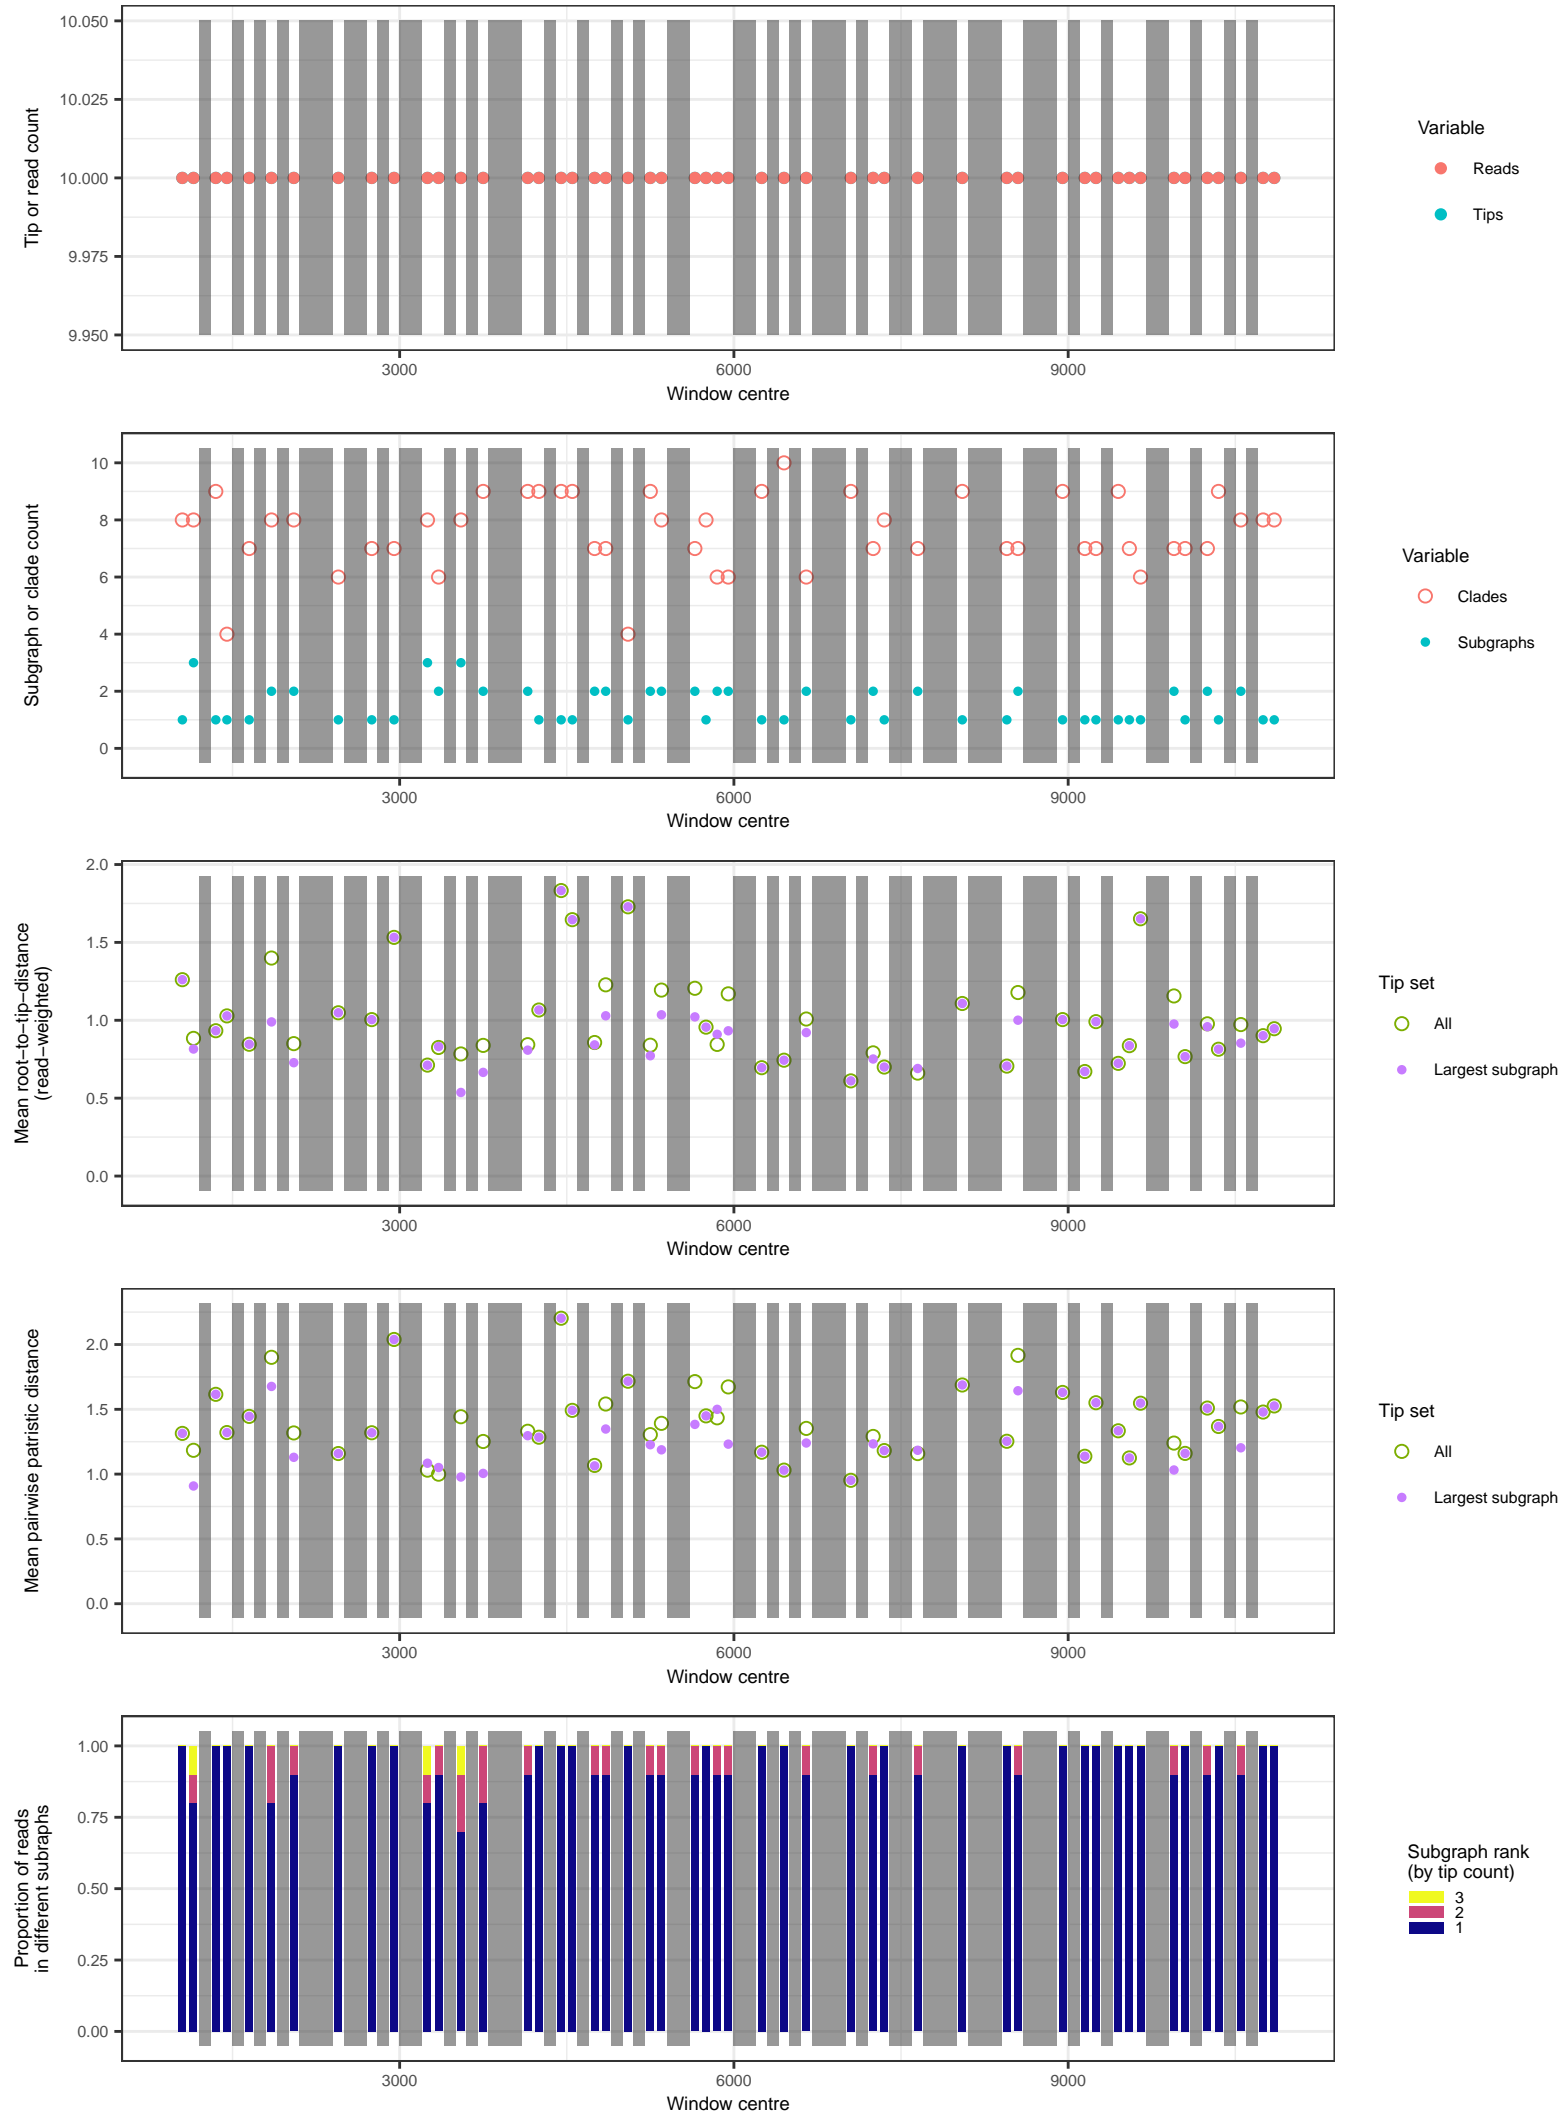 10.050
10.025
10.000
9.975
9.950
Tip or read count
3000 6000 9000
Window centre
Variable
Reads
Tips
10
8
6
4
2
0
Subgraph or clade count
3000 6000 9000
Window centre
Variable
Clades
Subgraphs
2.0
1.5
1.0
0.5
0.0
Mean root−to−tip−distance
(read−weighted)
3000 6000 9000
Window centre
Tip set
All
Largest subgraph
2.0
1.5
1.0
0.5
0.0
Mean pairwise patristic distance
3000 6000 9000
Window centre
Tip set
All
Largest subgraph
1.00
0.75
0.50
0.25
0.00
Proportion of reads
in different subraphs
3000 6000 9000
Window centre
Subgraph rank
(by tip count)
3
2
1